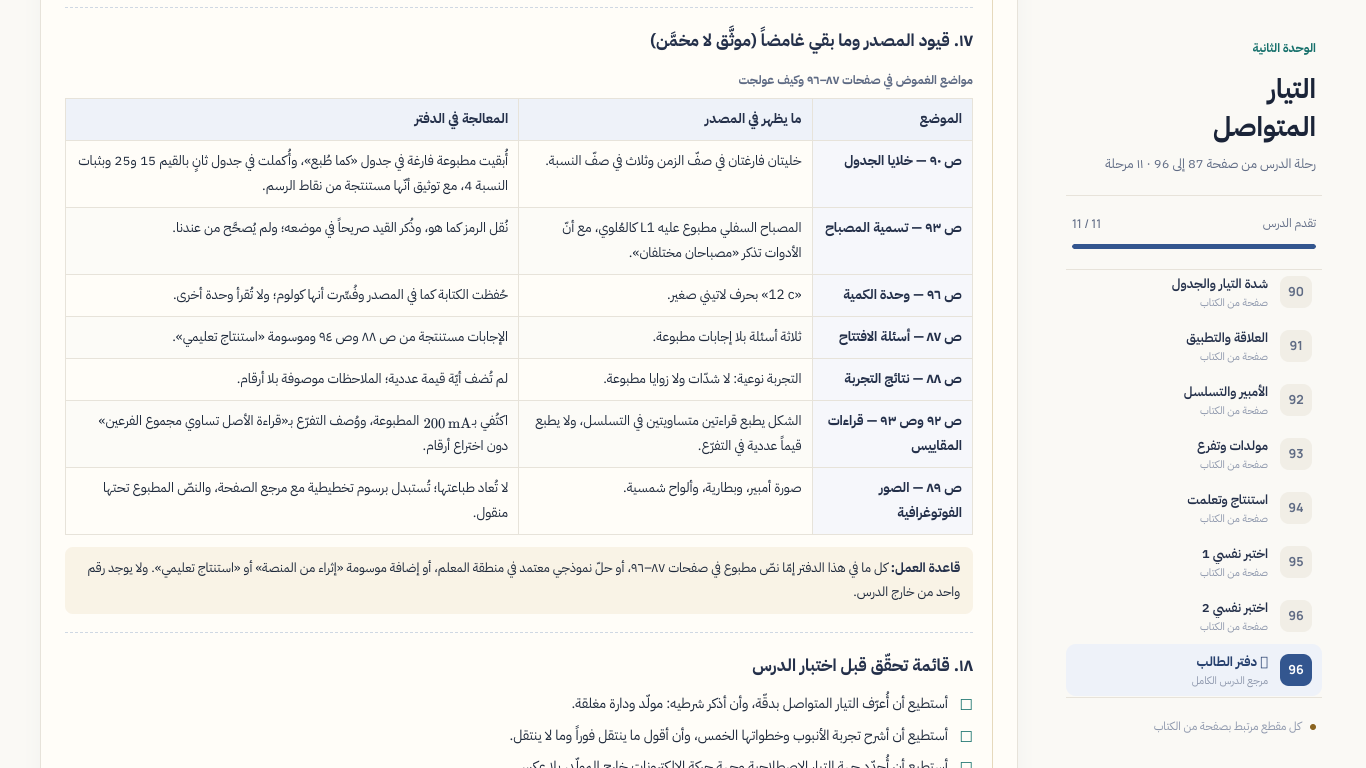 الوحدة الثانية
التيار
المتواصل
رحلة الدرس من صفحة 87 إلى 96 · ١١ مرحلة
تقدم الدرس
11 / 11
90
شدة التيار والجدول
صفحة من الكتاب
91
العلاقة والتطبيق
صفحة من الكتاب
92
الأمبير والتسلسل
صفحة من الكتاب
93
مولدات وتفرع
صفحة من الكتاب
94
استنتاج وتعلمت
صفحة من الكتاب
95
اختبر نفسي 1
صفحة من الكتاب
96
اختبر نفسي 2
صفحة من الكتاب
96
دفتر الطالب
مرجع الدرس الكامل
كل مقطع مرتبط بصفحة من الكتاب
١٧. قيود المصدر وما بقي غامضاً (موثَّق لا مخمَّن)
مواضع الغموض في صفحات ٨٧–٩٦ وكيف عولجت
الموضع
ما يظهر في المصدر
المعالجة في الدفتر
ص ٩٠ — خلايا الجدول
خليتان فارغتان في صفّ الزمن وثلاث في صفّ النسبة.
أُبقيت مطبوعة فارغة في جدول «كما طُبع»، وأُكملت في جدول ثانٍ بالقيم 15 و25 وبثبات
النسبة 4، مع توثيق أنّها مستنتجة من نقاط الرسم.
ص ٩٣ — تسمية المصباح
المصباح السفلي مطبوع عليه L1 كالعُلوي، مع أنّ
الأدوات تذكر «مصباحان مختلفان».
نُقل الرمز كما هو، وذُكر القيد صريحاً في موضعه؛ ولم يُصحَّح من عندنا.
ص ٩٦ — وحدة الكمية
«12 c» بحرف لاتيني صغير.
حُفظت الكتابة كما في المصدر وفُسِّرت أنها كولوم؛ ولا تُقرأ وحدة أخرى.
ص ٨٧ — أسئلة الافتتاح
ثلاثة أسئلة بلا إجابات مطبوعة.
الإجابات مستنتجة من ص ٨٨ وص ٩٤ وموسومة «استنتاج تعليمي».
ص ٨٨ — نتائج التجربة
التجربة نوعية: لا شدّات ولا زوايا مطبوعة.
لم تُضف أيّة قيمة عددية؛ الملاحظات موصوفة بلا أرقام.
ص ٩٢ وص ٩٣ — قراءات
المقاييس
الشكل يطبع قراءتين متساويتين في التسلسل، ولا يطبع
قيماً عددية في التفرّع.
اكتُفي بـ200 mA المطبوعة، ووُصف التفرّع بـ«قراءة الأصل تساوي مجموع الفرعين»
دون اختراع أرقام.
ص ٨٩ — الصور
الفوتوغرافية
صورة أمبير، وبطارية، وألواح شمسية.
لا تُعاد طباعتها؛ تُستبدل برسوم تخطيطية مع مرجع الصفحة، والنصّ المطبوع تحتها
منقول.
قاعدة العمل: كل ما في هذا الدفتر إمّا نصّ مطبوع في صفحات ٨٧–٩٦، أو حلّ نموذجي معتمد في منطقة المعلم، أو إضافة موسومة «إثراء من المنصة» أو «استنتاج تعليمي». ولا يوجد رقم
واحد من خارج الدرس.
١٨. قائمة تحقّق قبل اختبار الدرس
أستطيع أن أُعرّف التيار المتواصل بدقّة، وأن أذكر شرطيه: مولّد ودارة مغلقة.
أستطيع أن أشرح تجربة الأنبوب وخطواتها الخمس، وأن أقول ما ينتقل فوراً وما لا ينتقل.
أستطيع أن أُحدّد جهة التيار الاصطلاحية وجهة حركة الإلكترونات خارج المولّد، بلا عكس.